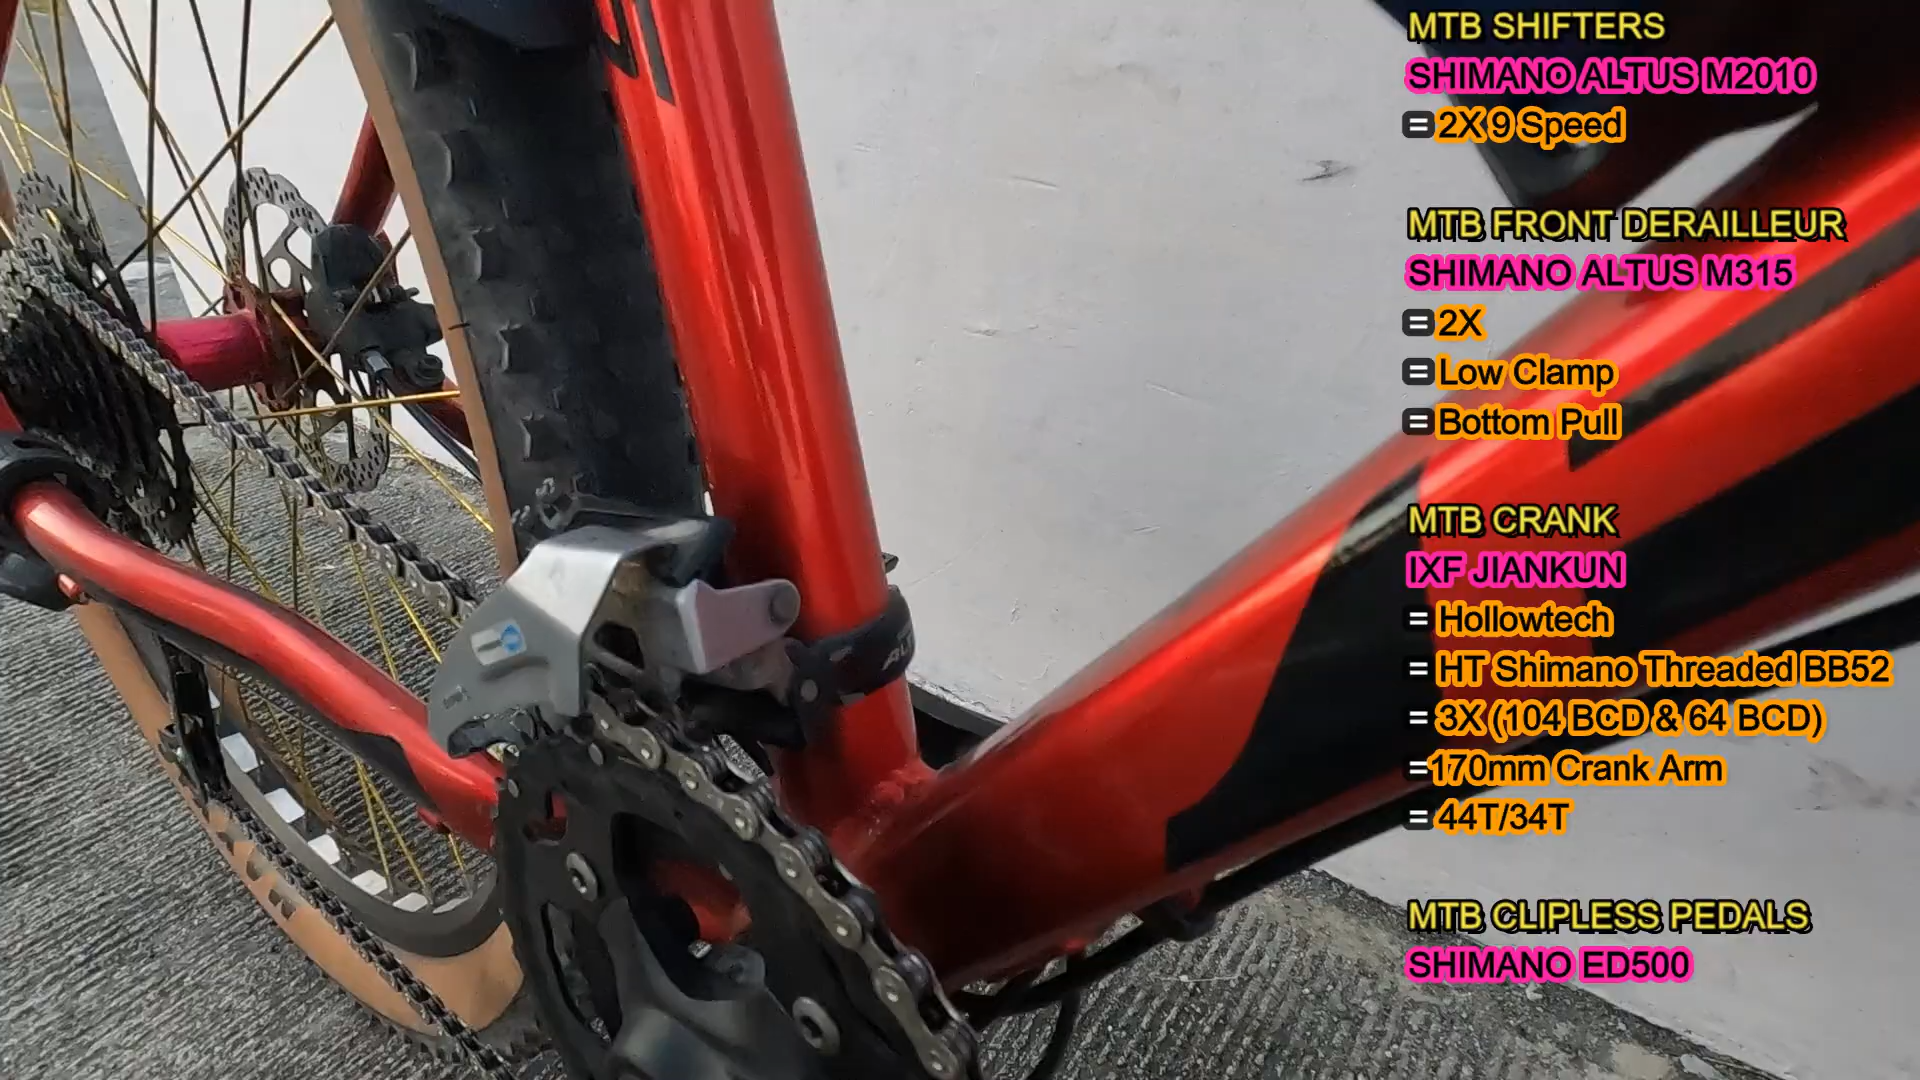 MTB SHIFTERS
SHIMANO ALTUS M2010
= 2X 9 Speed
MTB FRONT DERAILLEUR
SHIMANO ALTUS M315
= 2X
= Low Clamp
= Bottom Pull
MTB CRANK
IXF JIANKUN
= Hollowtech
= HT Shimano Threaded BB52
= 3X (104 BCD & 64 BCD)
=170mm Crank Arm
= 44T/34T
MTB CLIPLESS PEDALS
SHIMANO ED500